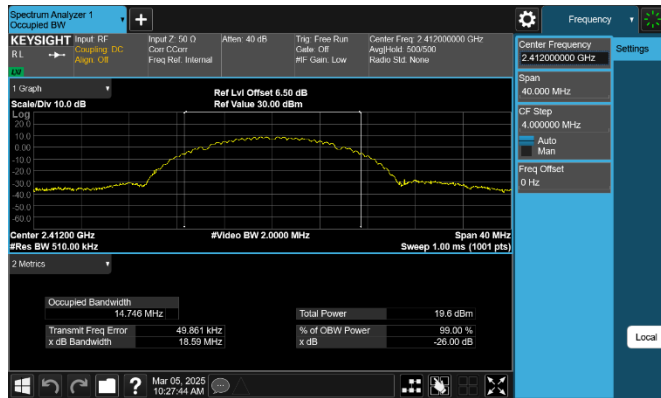 Spectrum Analyzer 1
Occupied BW
Frequency
KEYSIGHT
R L
Input: RF
Coupling: DC
Align: Off
Input Z: 50 Ω
Corr CCorr
Freq Ref: Internal
Atten: 40 dB
Trig: Free Run
Gate: Off
#IF Gain: Low
Center Freq: 2.412000000 GHz
Avg|Hold: 500/500
Radio Std: None
Center Frequency
2.412000000 GHz
Settings
Span
40.000 MHz
CF Step
4.000000 MHz
Auto
Man
Freq Offset
0 Hz
Local
1 Graph
Scale/Div 10.0 dB
Ref Lvl Offset 6.50 dB
Ref Value 30.00 dBm
Log
20.0
10.0
0.00
-10.0
-20.0
-30.0
-40.0
-50.0
-60.0
Center 2.41200 GHz
#Res BW 510.00 kHz
#Video BW 2.0000 MHz
Span 40 MHz
Sweep 1.00 ms (1001 pts)
2 Metrics
Occupied Bandwidth
14.746 MHz
Total Power 19.6 dBm
Transmit Freq Error 49.861 kHz
% of OBW Power 99.00 %
x dB Bandwidth 18.59 MHz
x dB -26.00 dB
?
Mar 05, 2025
10:27:44 AM